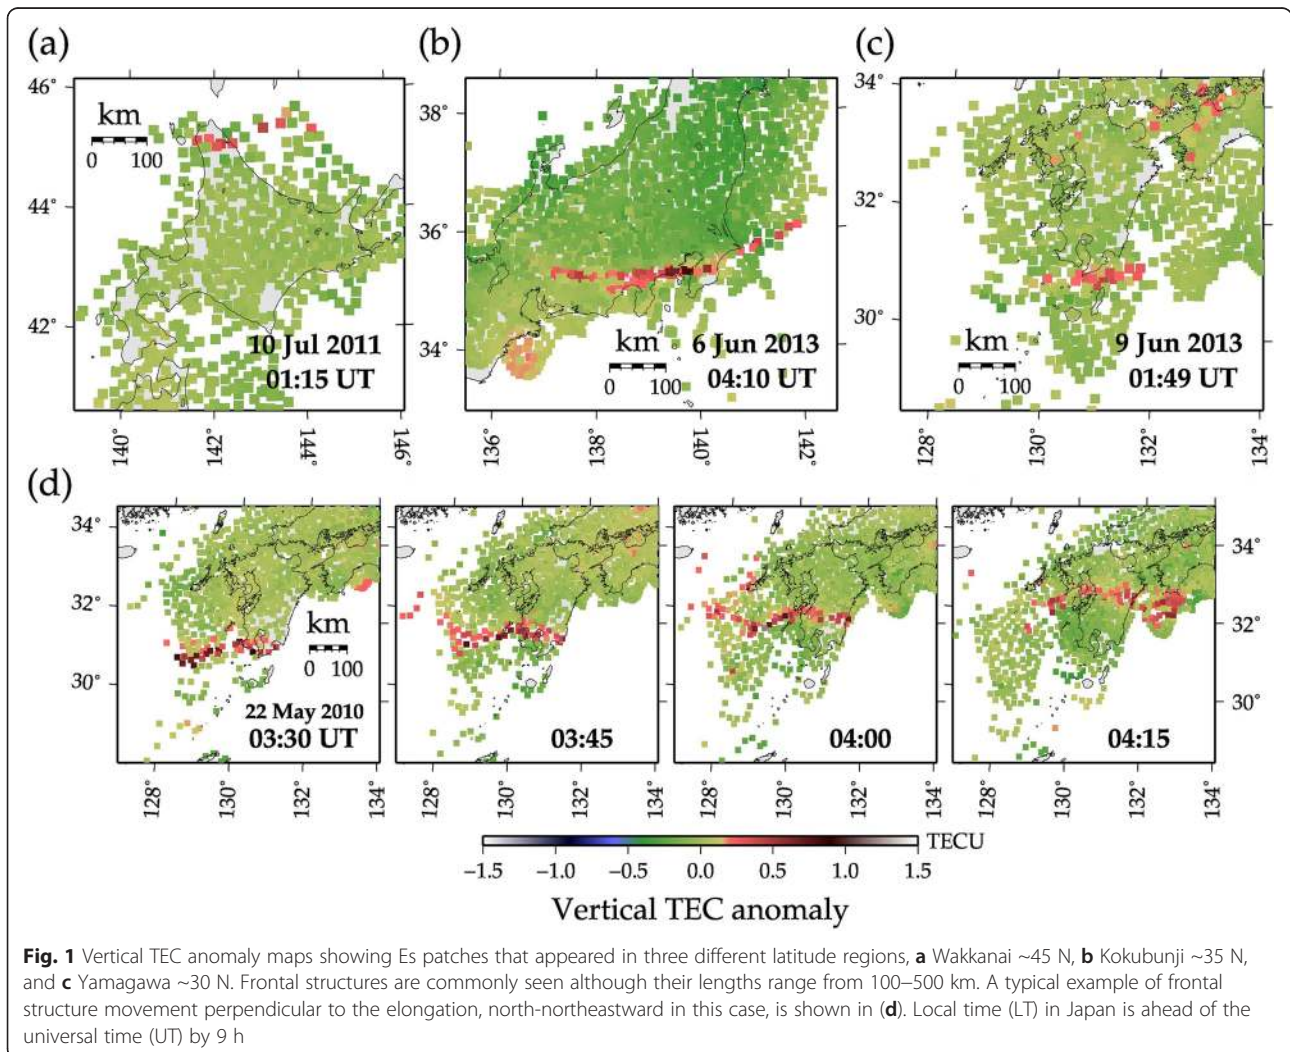 (a)
(b)
(c)
46°
44°
42°
km
0 100
10 Jul 2011
01:15 UT
140°
142°
144°
146°
38°
36°
34°
km
0 100
6 Jun 2013
04:10 UT
136°
138°
140°
142°
34°
32°
30°
km
0 100
9 Jun 2013
01:49 UT
128°
130°
132°
134°
(d)
34°
32°
30°
km
0 100
22 May 2010
03:30 UT
03:45
04:00
04:15
34°
32°
30°
128°
130°
132°
134°
128°
130°
132°
134°
128°
130°
132°
134°
128°
130°
132°
134°
TECU
−1.5 −1.0 −0.5 0.0 0.5 1.0 1.5
Vertical TEC anomaly
Fig. 1 Vertical TEC anomaly maps showing Es patches that appeared in three different latitude regions, a Wakkanai ~45 N, b Kokubunji ~35 N,
and c Yamagawa ~30 N. Frontal structures are commonly seen although their lengths range from 100–500 km. A typical example of frontal
structure movement perpendicular to the elongation, north-northeastward in this case, is shown in (d). Local time (LT) in Japan is ahead of the
universal time (UT) by 9 h